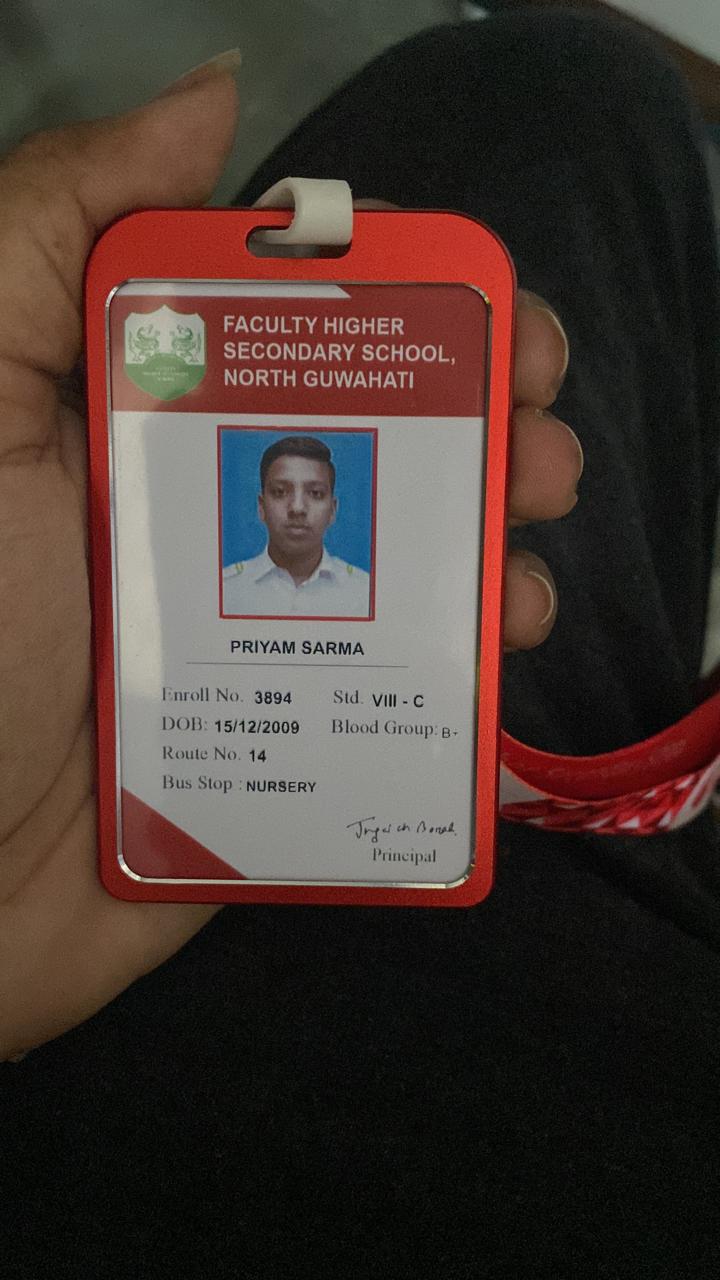 FACULTY HIGHER
SECONDARY SCHOOL,
NORTH GUWAHATI
PRIYAM SARMA
Enroll No. 3894 Std. VIII - C
DOB: 15/12/2009 Blood Group: B+
Route No. 14
Bus Stop : NURSERY
Principal